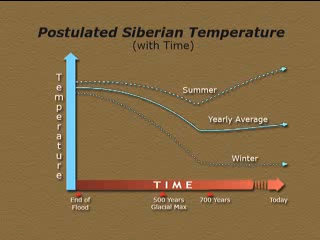 Postulated Siberian Temperature
(with Time)
Temperature
Summer
Yearly Average
Winter
TIME
End of
Flood
500 Years
Glacial Max
700 Years
Today